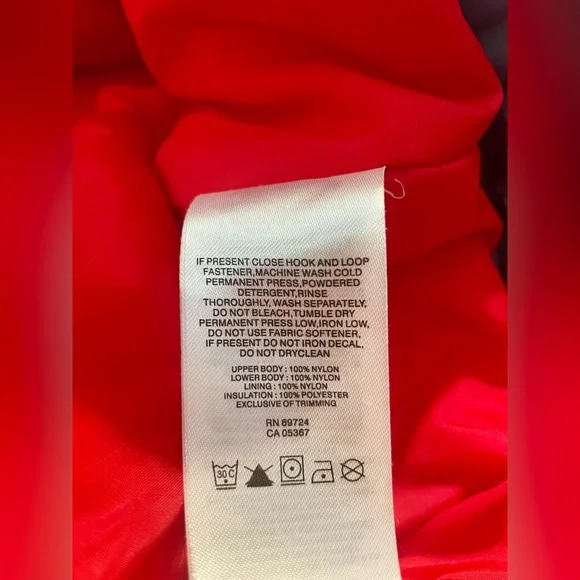 IF PRESENT CLOSE HOOK AND LOOP
FASTENER,MACHINE WASH COLD
PERMANENT PRESS,POWDERED
DETERGENT,RINSE
THOROUGHLY, WASH SEPARATELY,
DO NOT BLEACH,TUMBLE DRY
PERMANENT PRESS LOW,IRON LOW,
DO NOT USE FABRIC SOFTENER,
IF PRESENT DO NOT IRON DECAL.
DO NOT DRYCLEAN
UPPER BODY : 100% NYLON
LOWER BODY : 100% NYLON
LINING : 100% NYLON
INSULATION : 100% POLYESTER
EXCLUSIVE OF TRIMMING
RN 69724
CA 05367
30 C